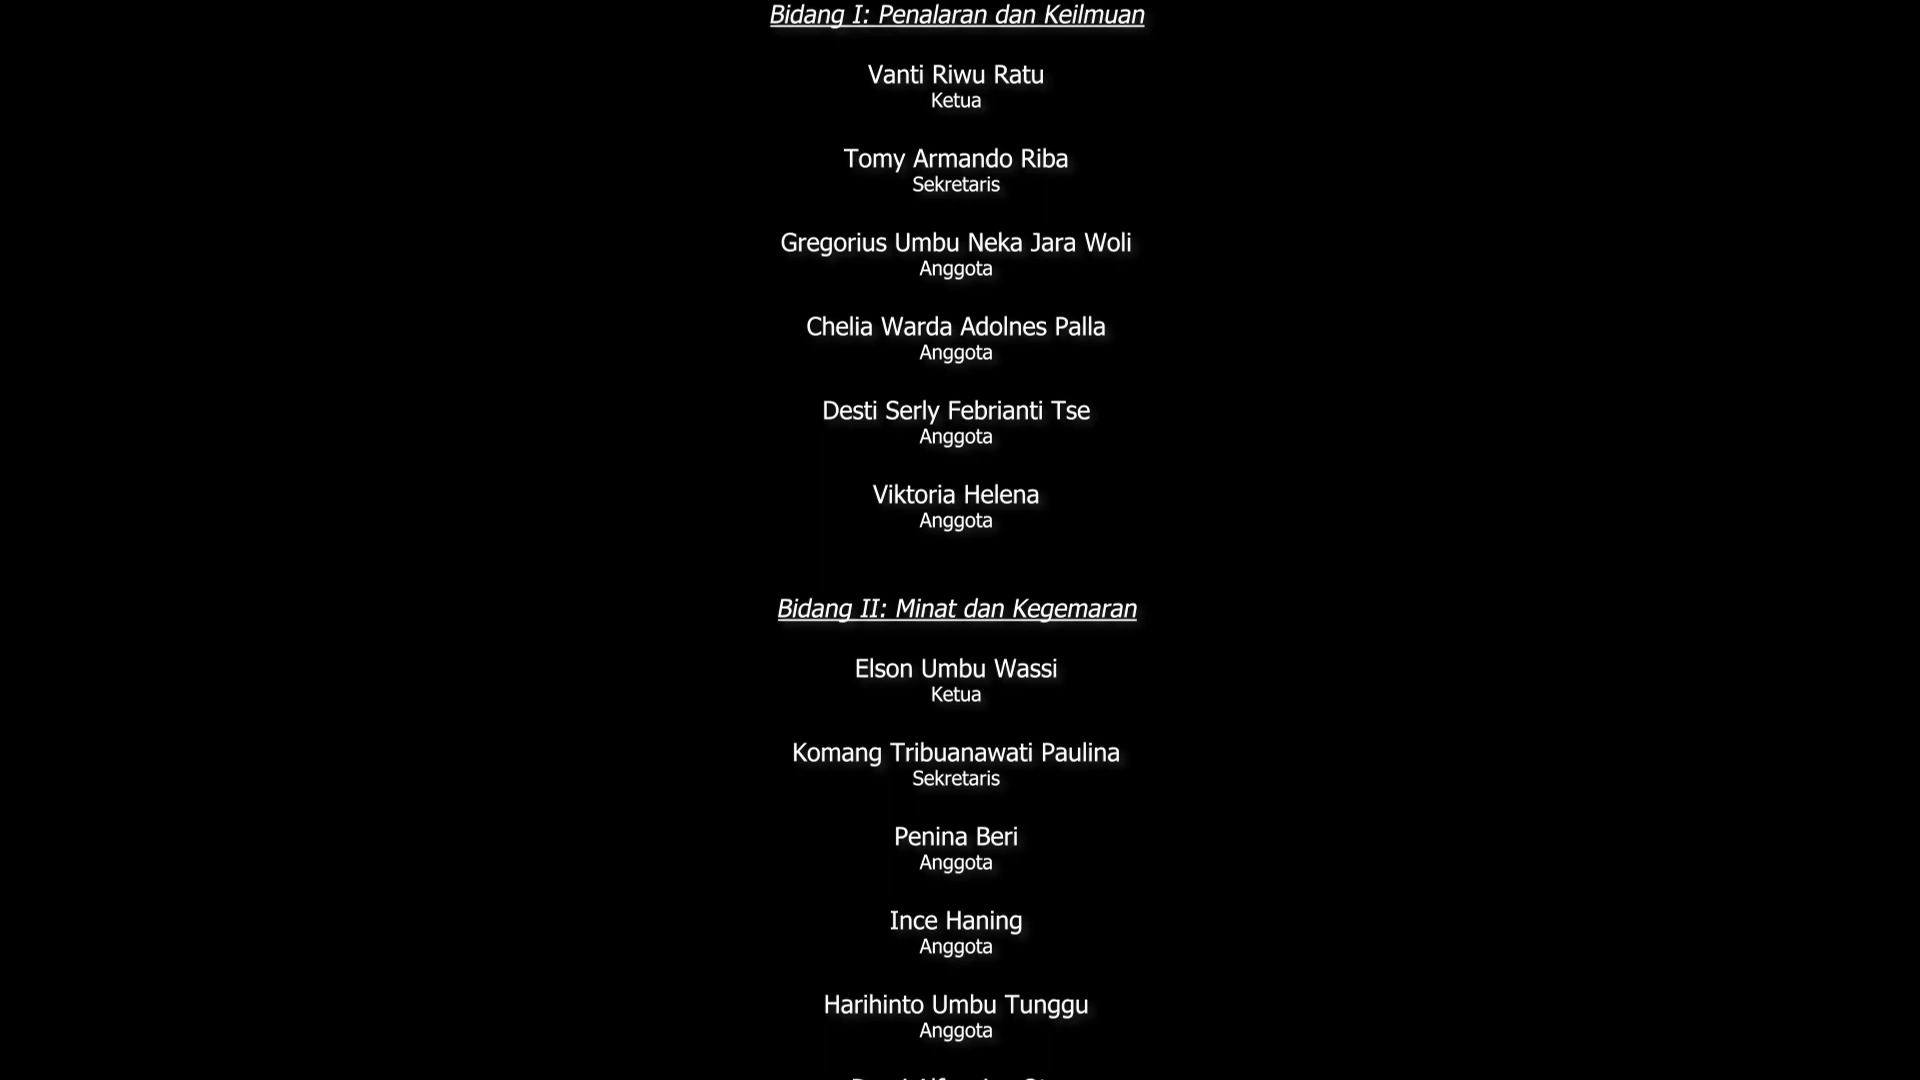 Bidang I: Penalaran dan Keilmuan
Vanti Riwu Ratu
Ketua
Tomy Armando Riba
Sekretaris
Gregorius Umbu Neka Jara Woli
Anggota
Chelia Warda Adolnes Palla
Anggota
Desti Serly Febrianti Tse
Anggota
Viktoria Helena
Anggota
Bidang II: Minat dan Kegemaran
Elson Umbu Wassi
Ketua
Komang Tribuanawati Paulina
Sekretaris
Penina Beri
Anggota
Ince Haning
Anggota
Harihinto Umbu Tunggu
Anggota